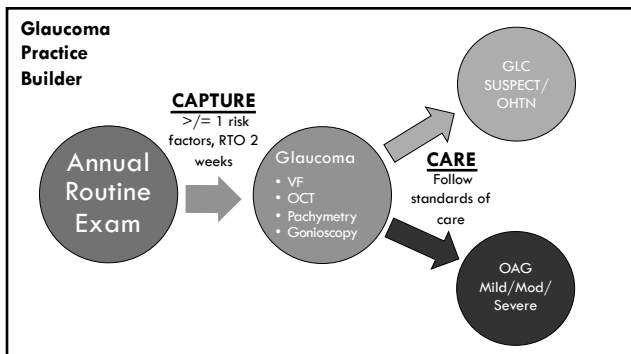 Glaucoma
Practice
Builder
CAPTURE
>/= 1 risk
factors, RTO 2
weeks
Annual
Routine
Exam
Glaucoma
• VF
• OCT
• Pachymetry
• Gonioscopy
GLC
SUSPECT/
OHTN
CARE
Follow
standards of
care
OAG
Mild/Mod/
Severe